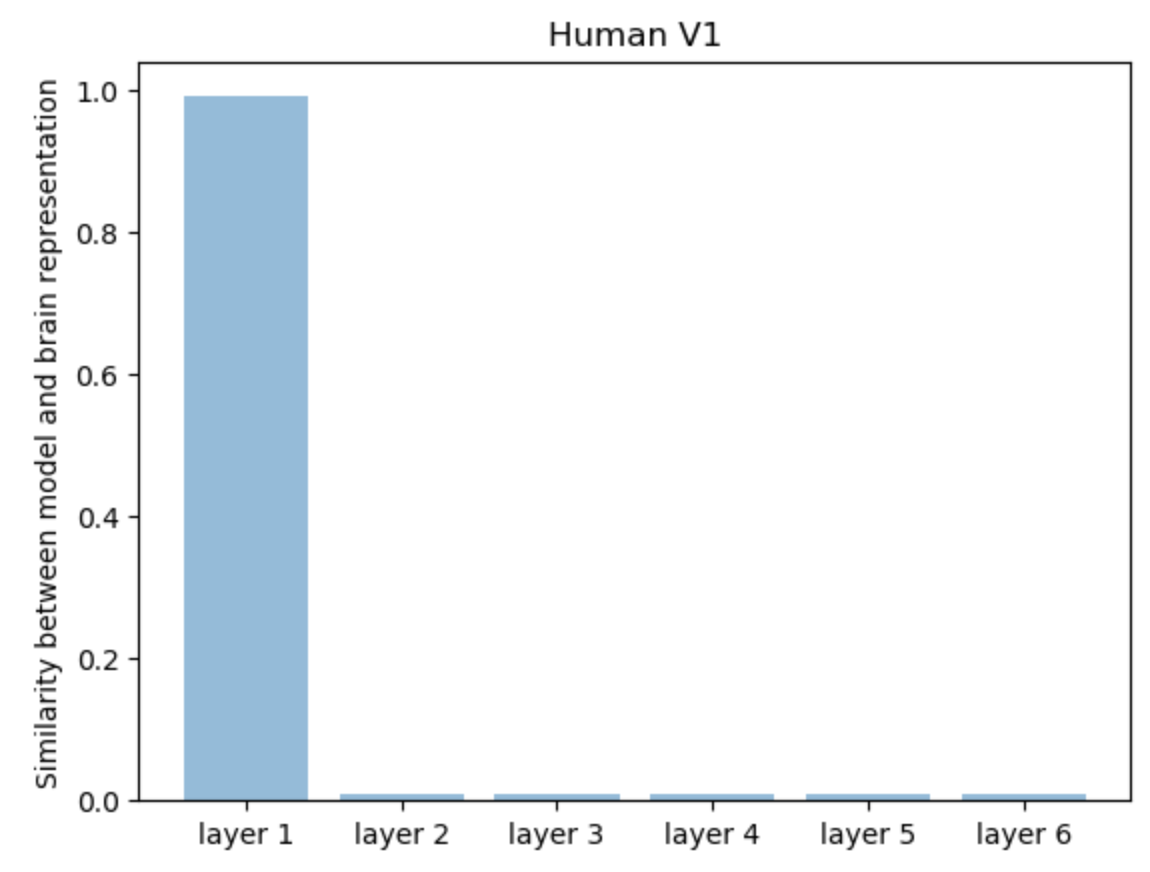 Human V1
Similarity between model and brain representation
1.0
0.8
0.6
0.4
0.2
0.0
layer 1 layer 2 layer 3 layer 4 layer 5 layer 6